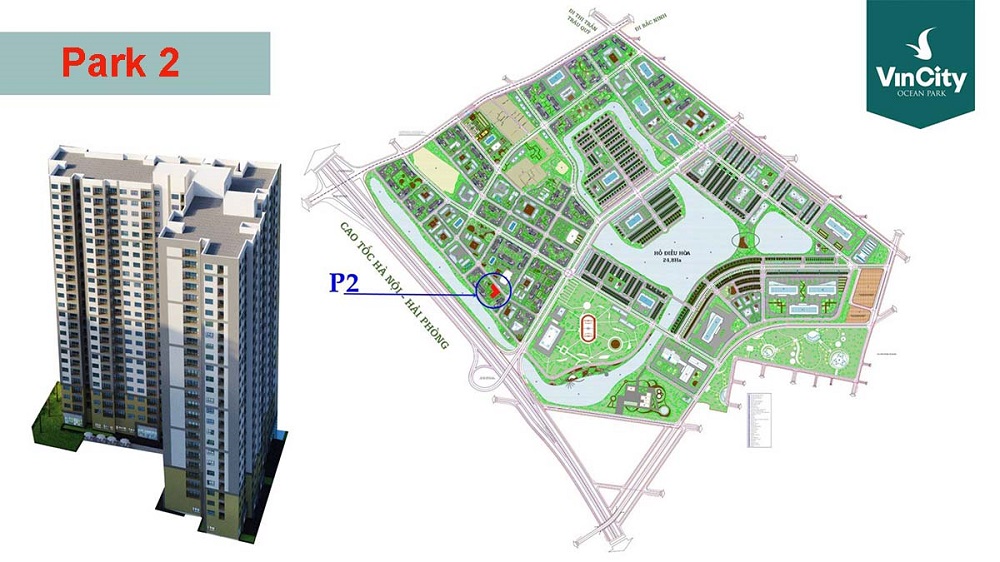 Park 2
VinCity
OCEAN PARK
ĐI THỊ TRẤN
TRÂU QUỲ
ĐI BẮC NINH
CAO TỐC HÀ NỘI - HẢI PHÒNG
HỒ ĐIỀU HÒA
24,8Ha
P2